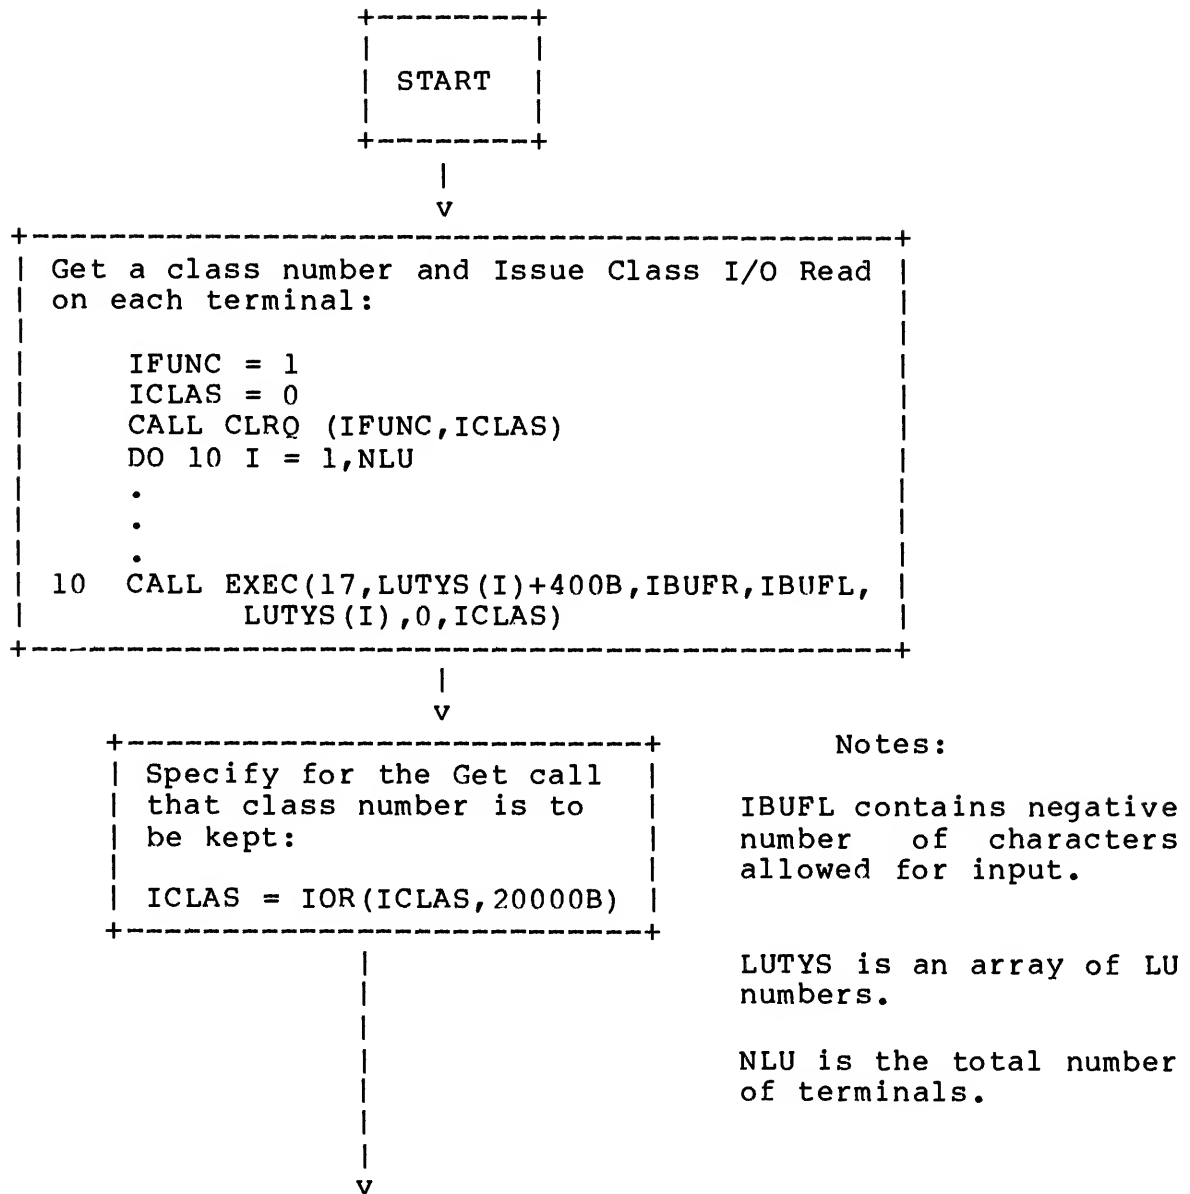 START
Get a class number and Issue Class I/O Read
on each terminal:
IFUNC = 1
ICLAS = 0
CALL CLRQ (IFUNC,ICLAS)
DO 10 I = 1,NLU
.
.
.
10 CALL EXEC(17,LUTYS(I)+400B,IBUFR,IBUFL,
LUTYS(I),0,ICLAS)
Specify for the Get call
that class number is to
be kept:
ICLAS = IOR(ICLAS,20000B)
Notes:
IBUFL contains negative
number of characters
allowed for input.
LUTYS is an array of LU
numbers.
NLU is the total number
of terminals.